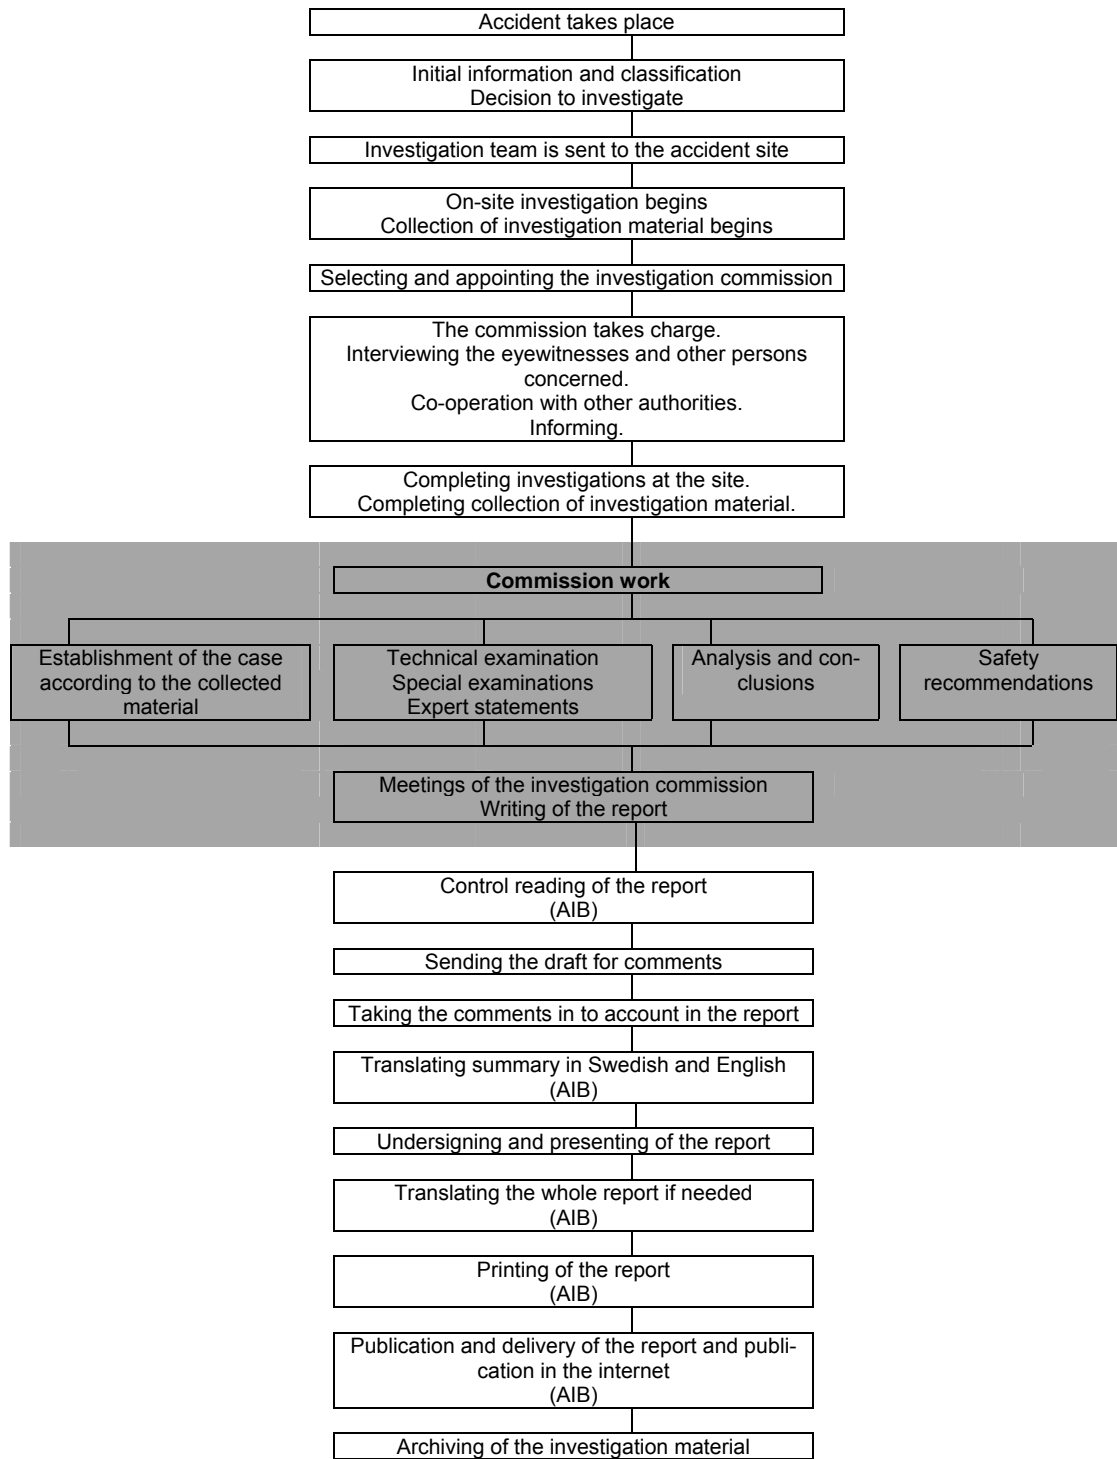 Accident takes place
Initial information and classification
Decision to investigate
Investigation team is sent to the accident site
On-site investigation begins
Collection of investigation material begins
Selecting and appointing the investigation commission
The commission takes charge.
Interviewing the eyewitnesses and other persons
concerned.
Co-operation with other authorities.
Informing.
Completing investigations at the site.
Completing collection of investigation material.
Commission work
Establishment of the case
according to the collected
material
Technical examination
Special examinations
Expert statements
Analysis and con-
clusions
Safety
recommendations
Meetings of the investigation commission
Writing of the report
Control reading of the report
(AIB)
Sending the draft for comments
Taking the comments in to account in the report
Translating summary in Swedish and English
(AIB)
Undersigning and presenting of the report
Translating the whole report if needed
(AIB)
Printing of the report
(AIB)
Publication and delivery of the report and publi-
cation in the internet
(AIB)
Archiving of the investigation material